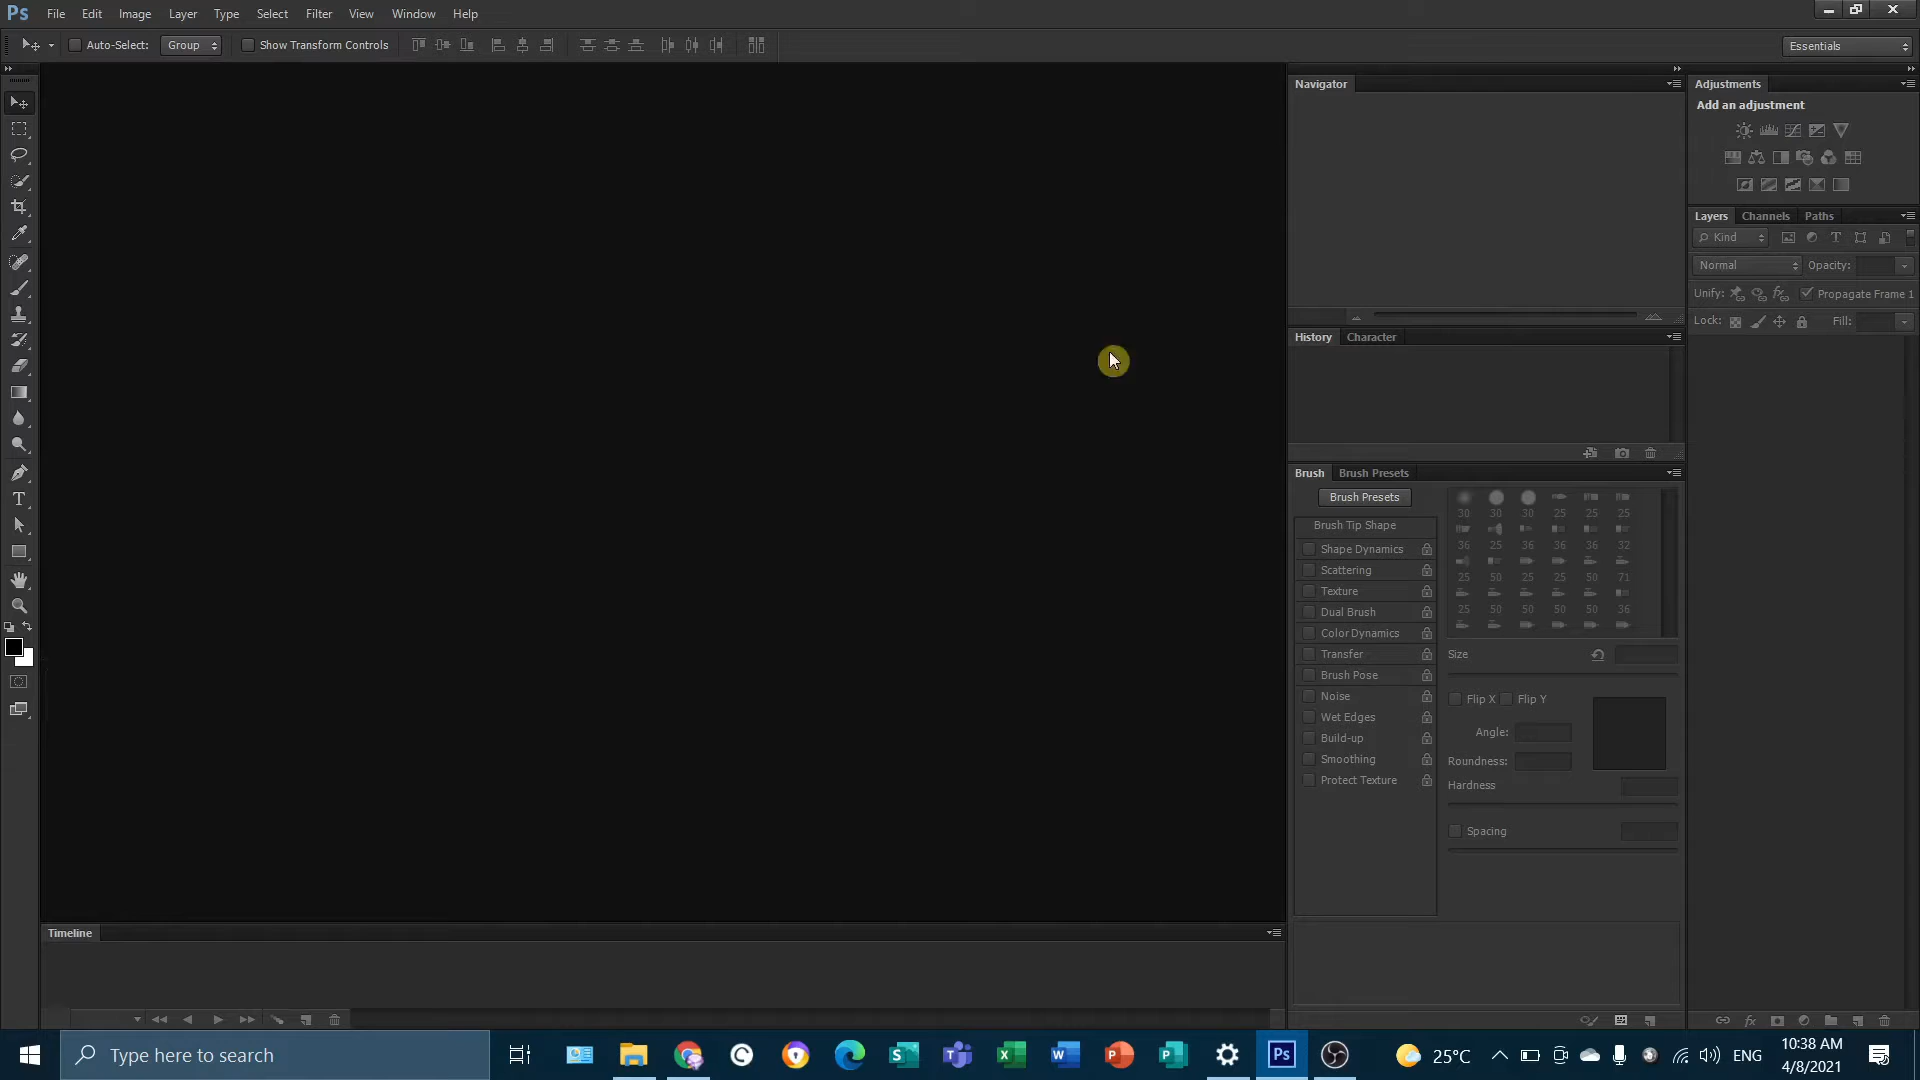 Ps File Edit Image Layer Type Select Filter View Window Help
Auto-Select: Group Show Transform Controls Essentials
Navigator
Adjustments
Add an adjustment
Layers Channels Paths
Kind
Normal Opacity:
Unify: Propagate Frame 1
Lock: Fill:
History Character
Brush Brush Presets
Brush Presets
Brush Tip Shape
Shape Dynamics
Scattering
Texture
Dual Brush
Color Dynamics
Transfer
Brush Pose
Noise
Wet Edges
Build-up
Smoothing
Protect Texture
30 30 30 25 25 25
36 25 36 36 36 32
25 50 25 25 50 71
25 50 50 50 50 36
Size
Flip X Flip Y
Angle:
Roundness:
Hardness
Spacing
T
Timeline
Type here to search
Ps
25°C
ENG
10:38 AM
4/8/2021